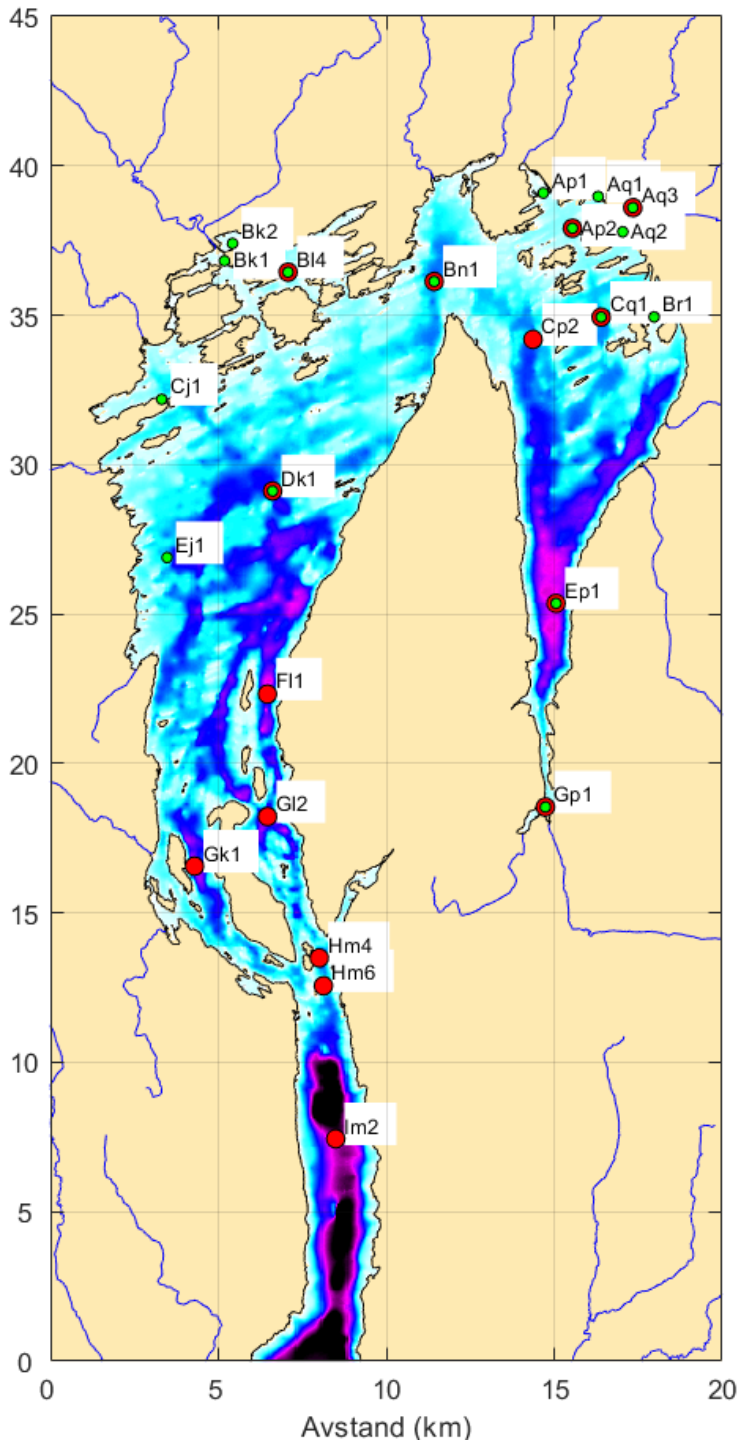 45
40
35
30
25
20
15
10
5
0
Ap1
Aq1
Aq3
Ap2
Aq2
Bk2
Bk1
Bl4
Bn1
Cq1
Br1
Cp2
Cj1
Dk1
Ej1
Ep1
Fl1
Gl2
Gp1
Gk1
Hm4
Hm6
Im2
0 5 10 15 20
Avstand (km)